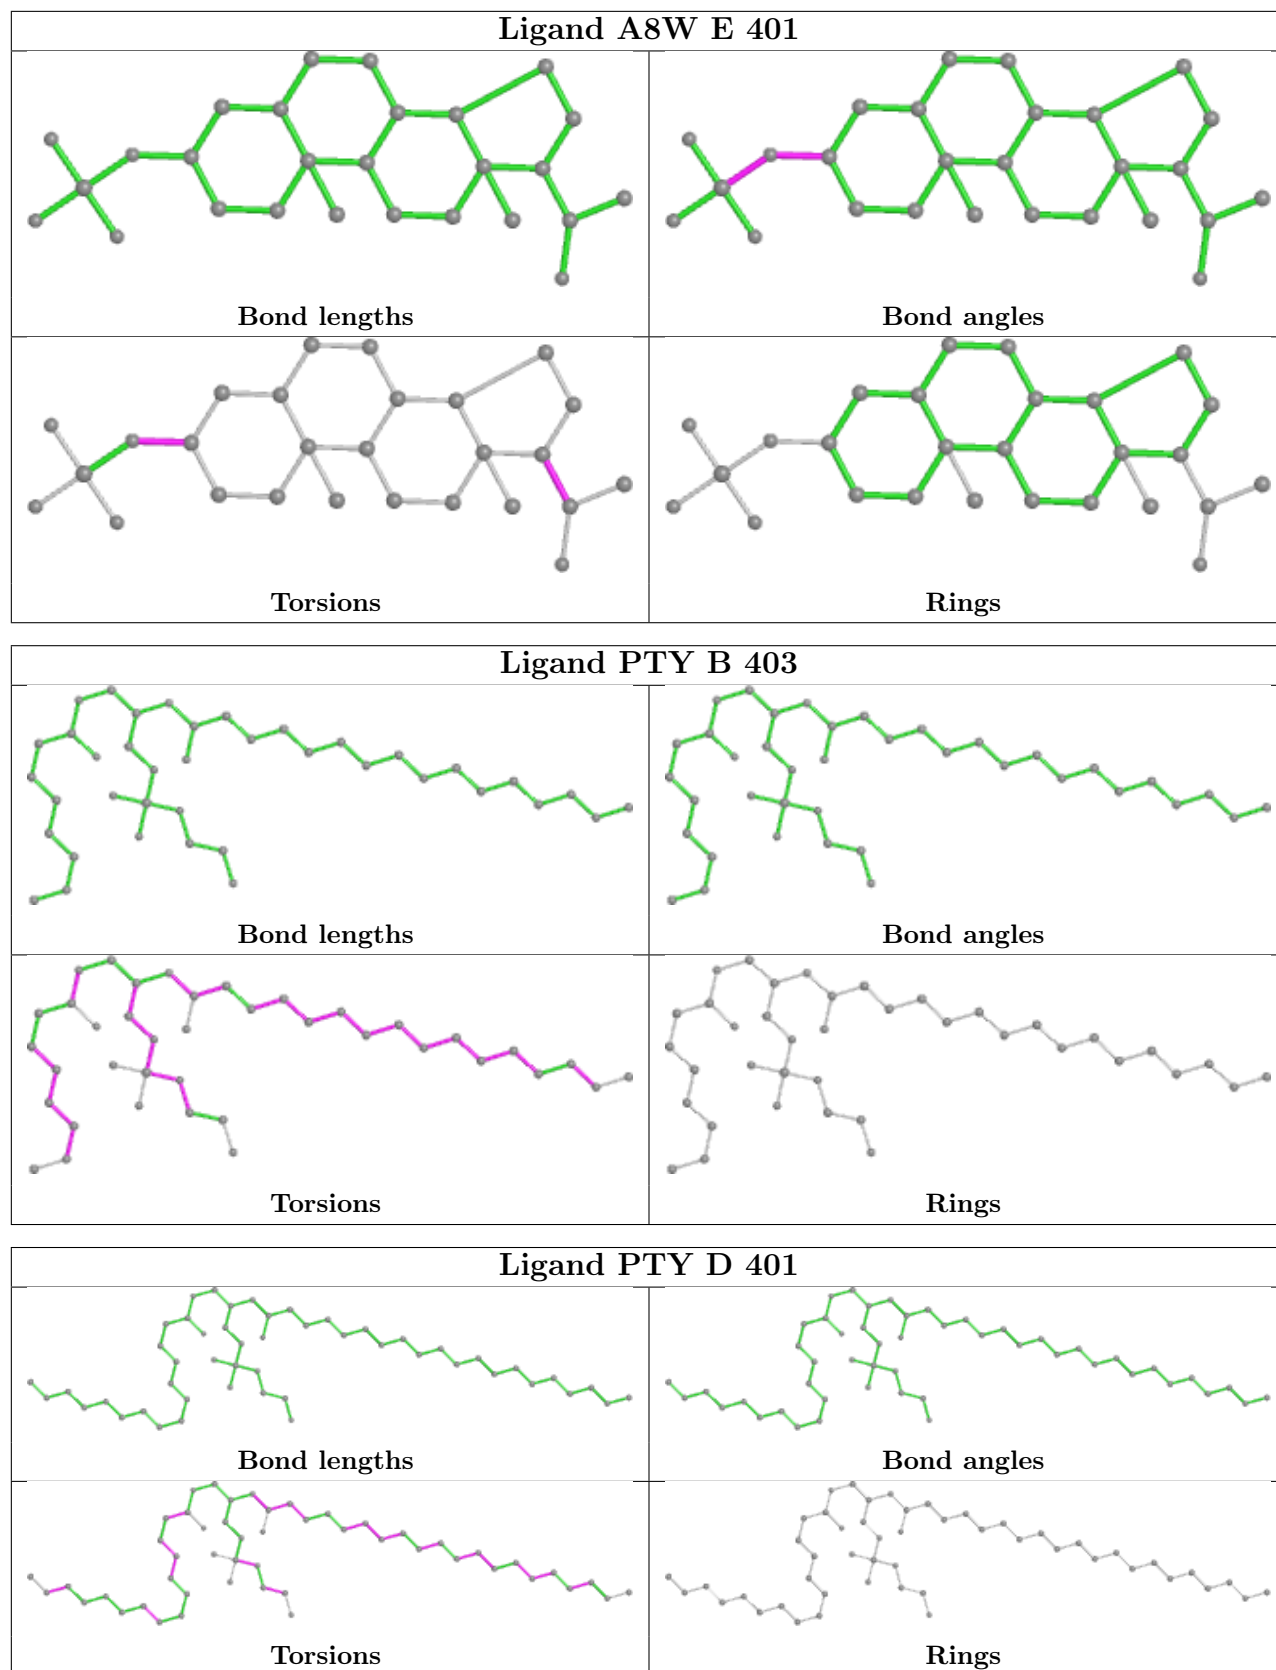 Ligand A8W E 401
Bond lengths
Bond angles
Torsions
Rings
Ligand PTY B 403
Bond lengths
Bond angles
Torsions
Rings
Ligand PTY D 401
Bond lengths
Bond angles
Torsions
Rings